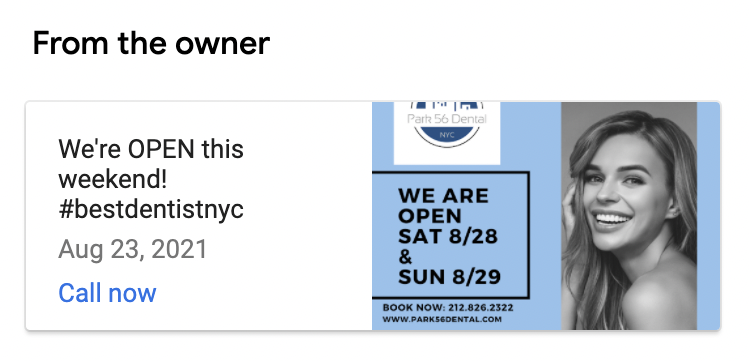 From the owner
We're OPEN this
weekend!
#bestdentistnyc
Aug 23, 2021
Call now
Park 56 Dental
NYC
WE ARE
OPEN
SAT 8/28
&
SUN 8/29
BOOK NOW: 212.826.2322
WWW.PARK56DENTAL.COM